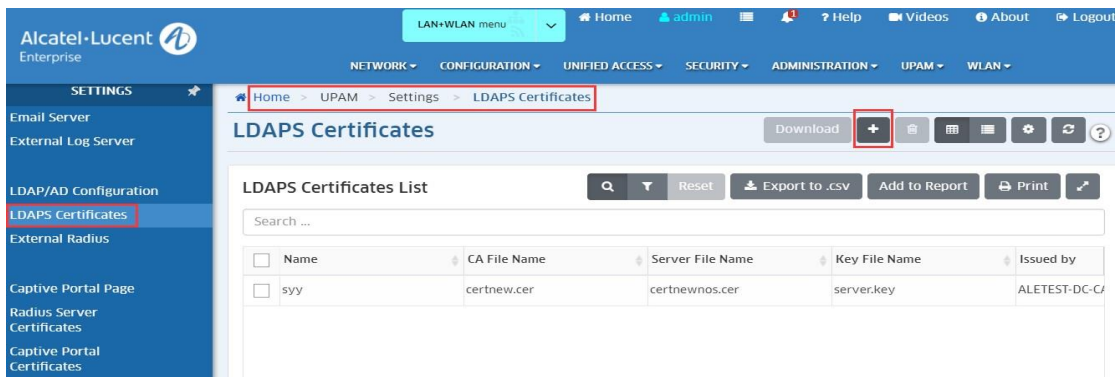 Alcatel·Lucent
Enterprise
LAN+WLAN menu
Home
admin
1
? Help
Videos
About
Logout
NETWORK
CONFIGURATION
UNIFIED ACCESS
SECURITY
ADMINISTRATION
UPAM
WLAN
SETTINGS
Email Server
External Log Server
LDAP/AD Configuration
LDAPS Certificates
External Radius
Captive Portal Page
Radius Server
Certificates
Captive Portal
Certificates
Home > UPAM > Settings > LDAPS Certificates
LDAPS Certificates
Download
LDAPS Certificates List
Reset
Export to .csv
Add to Report
Print
Search ...
Name CA File Name Server File Name Key File Name Issued by
syy certnew.cer certnewnos.cer server.key ALETEST-DC-CA